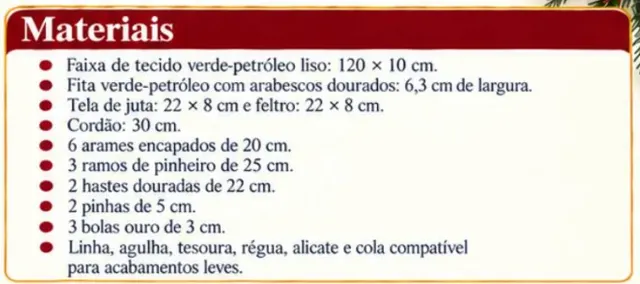 Materiais
Faixa de tecido verde-petróleo liso: 120 × 10 cm.
Fita verde-petróleo com arabescos dourados: 6,3 cm de largura.
Tela de juta: 22 × 8 cm e feltro: 22 × 8 cm.
Cordão: 30 cm.
6 arames encapados de 20 cm.
3 ramos de pinheiro de 25 cm.
2 hastes douradas de 22 cm.
2 pinhas de 5 cm.
3 bolas ouro de 3 cm.
Linha, agulha, tesoura, régua, alicate e cola compatível
para acabamentos leves.